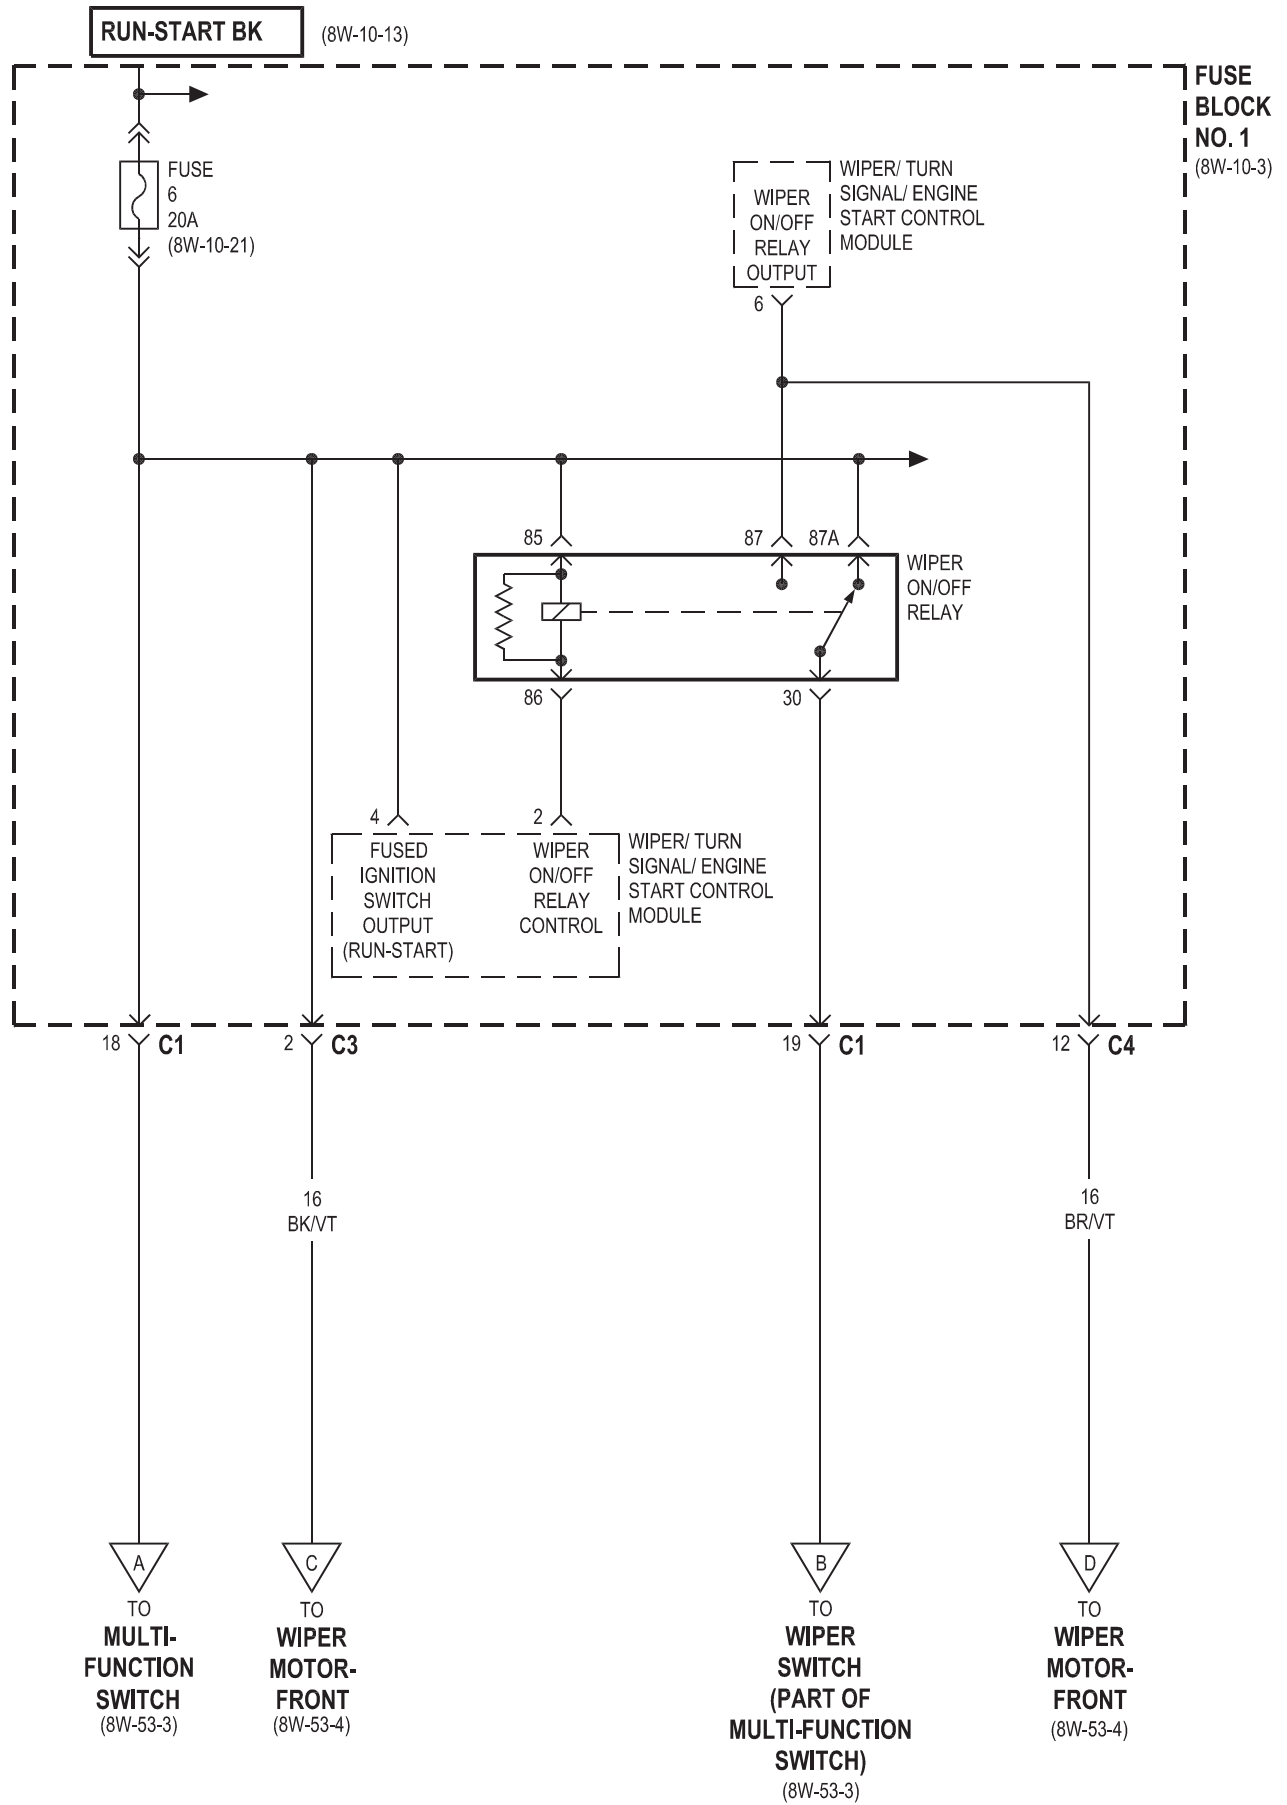 RUN-START BK
(8W-10-13)
FUSE
BLOCK
NO. 1
(8W-10-3)
FUSE
6
20A
(8W-10-21)
WIPER
ON/OFF
RELAY
OUTPUT
WIPER/ TURN
SIGNAL/ ENGINE
START CONTROL
MODULE
6
85
87
87A
WIPER
ON/OFF
RELAY
86
30
4
2
FUSED
IGNITION
SWITCH
OUTPUT
(RUN-START)
WIPER
ON/OFF
RELAY
CONTROL
WIPER/ TURN
SIGNAL/ ENGINE
START CONTROL
MODULE
18 C1
2 C3
19 C1
12 C4
16
BK/VT
16
BR/VT
A
TO
MULTI-
FUNCTION
SWITCH
(8W-53-3)
C
TO
WIPER
MOTOR-
FRONT
(8W-53-4)
B
TO
WIPER
SWITCH
(PART OF
MULTI-FUNCTION
SWITCH)
(8W-53-3)
D
TO
WIPER
MOTOR-
FRONT
(8W-53-4)